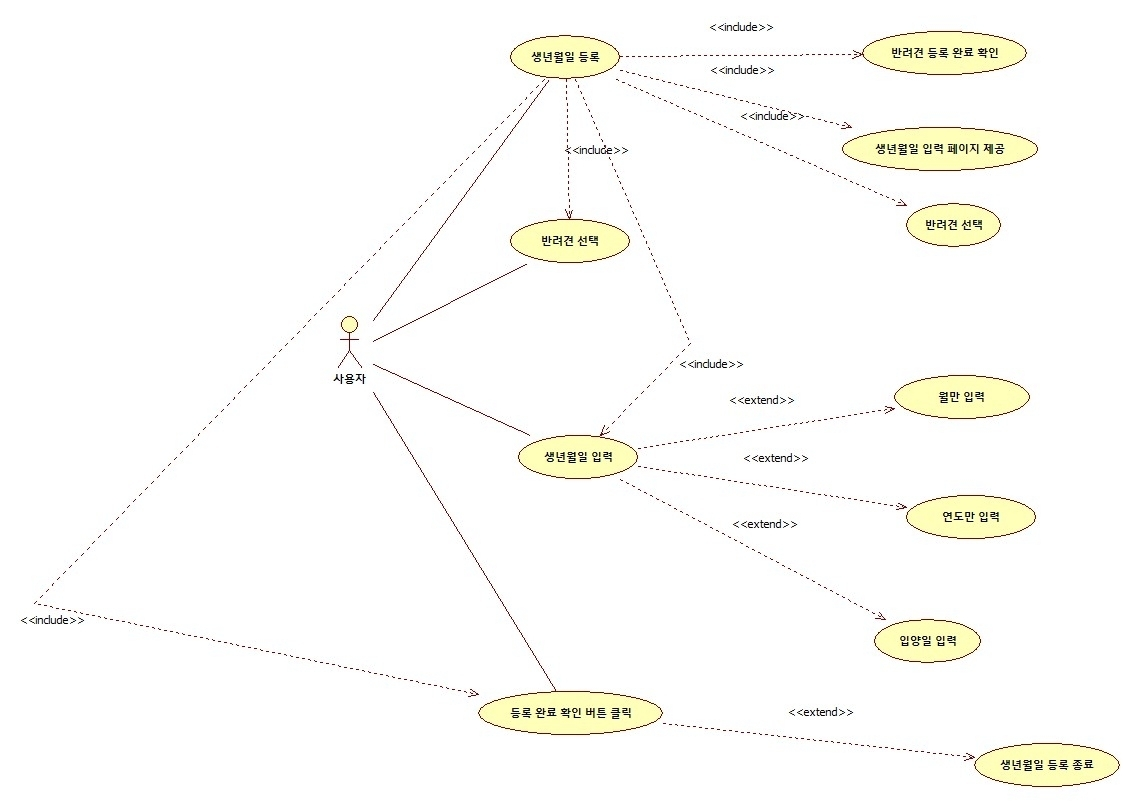 <<include>>
생년월일 등록
반려견 등록 완료 확인
<<include>>
<<include>>
생년월일 입력 페이지 제공
<<include>>
반려견 선택
반려견 선택
사용자
<<include>>
월만 입력
<<extend>>
생년월일 입력
<<extend>>
연도만 입력
<<extend>>
<<include>>
입양일 입력
등록 완료 확인 버튼 클릭
<<extend>>
생년월일 등록 종료